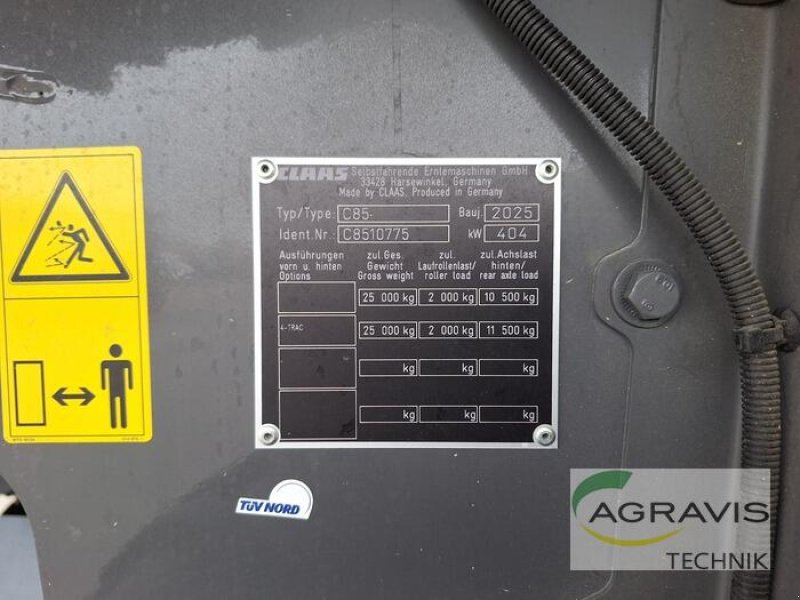 CLAAS Selbstfahrende Erntemaschinen GmbH
33428 Harsewinkel, Germany
Made by CLAAS, Produced in Germany
Typ/Type: C85- Bauj. 2025
Ident.Nr.: C8510775 kW 404
Ausführungen vorn u. hinten Options
zul. Ges. Gewicht Gross weight
zul. Laufrollenlast/ roller load
zul. Achslast hinten/ rear axle load
25 000 kg 2 000 kg 10 500 kg
4-TRAC 25 000 kg 2 000 kg 11 500 kg
kg kg kg
kg kg kg
TÜV NORD
AGRAVIS
TECHNIK